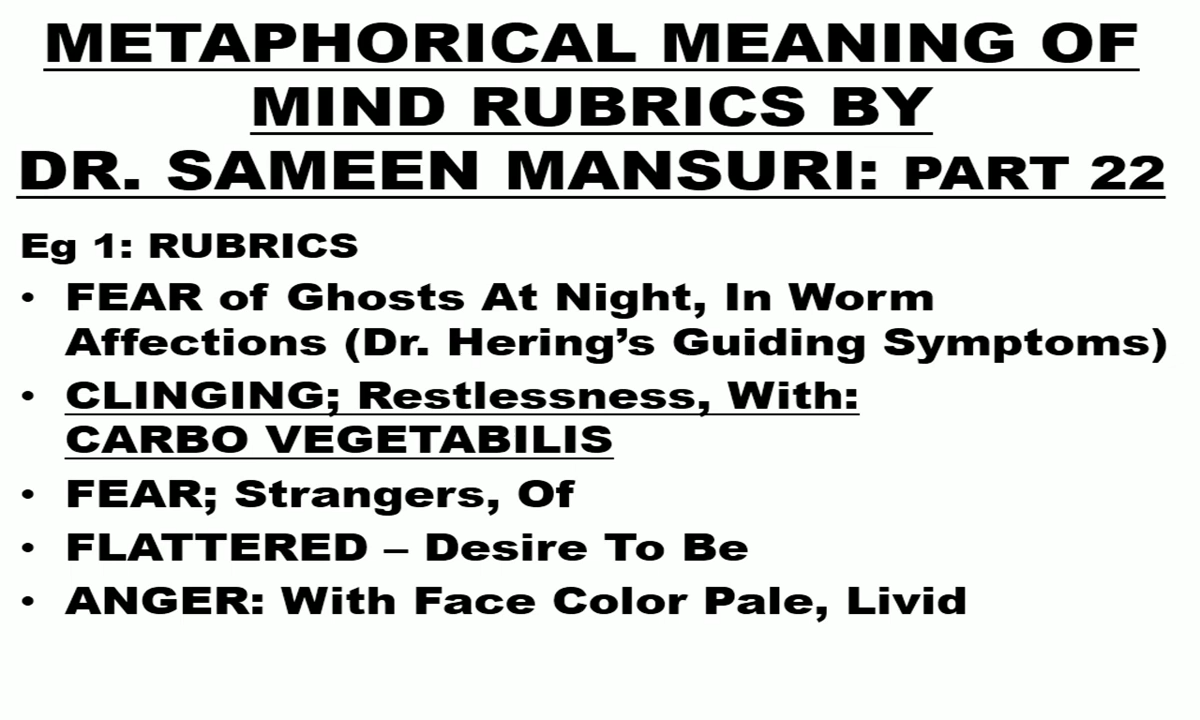 METAPHORICAL MEANING OF
MIND RUBRICS BY
DR. SAMEEN MANSURI: PART 22
Eg 1: RUBRICS
• FEAR of Ghosts At Night, In Worm
Affections (Dr. Hering’s Guiding Symptoms)
• CLINGING; Restlessness, With:
CARBO VEGETABILIS
• FEAR; Strangers, Of
• FLATTERED – Desire To Be
• ANGER: With Face Color Pale, Livid